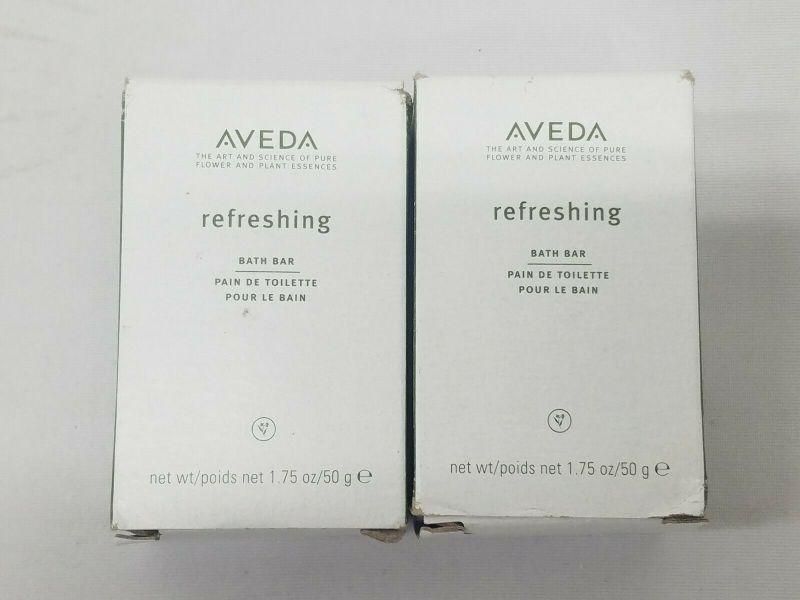 AVEDA
THE ART AND SCIENCE OF PURE
FLOWER AND PLANT ESSENCES
refreshing
BATH BAR
PAIN DE TOILETTE
POUR LE BAIN
net wt/poids net 1.75 oz/50 g ℮
AVEDA
THE ART AND SCIENCE OF PURE
FLOWER AND PLANT ESSENCES
refreshing
BATH BAR
PAIN DE TOILETTE
POUR LE BAIN
net wt/poids net 1.75 oz/50 g ℮